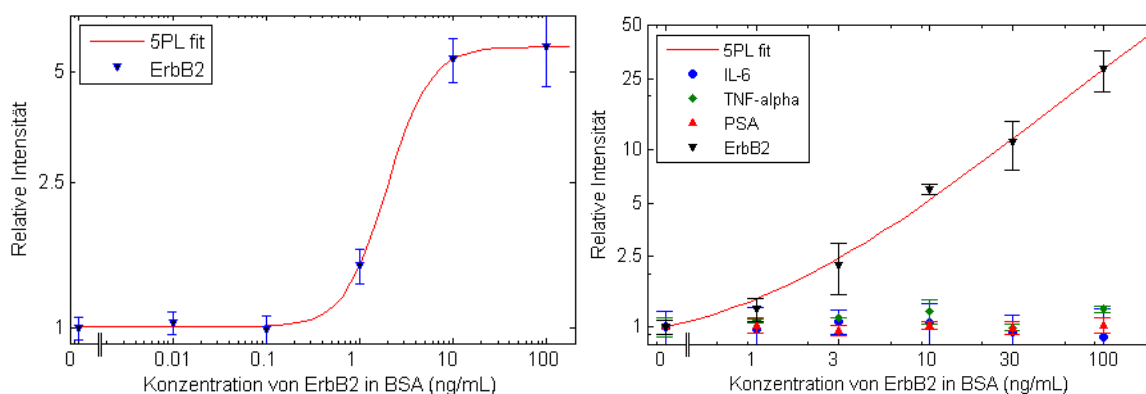 5PL fit
ErbB2
Relative Intensität
5
2.5
1
0 0.01 0.1 1 10 100
Konzentration von ErbB2 in BSA (ng/mL)
5PL fit
IL-6
TNF-alpha
PSA
ErbB2
Relative Intensität
50
25
10
5
2.5
1
0 1 3 10 30 100
Konzentration von ErbB2 in BSA (ng/mL)